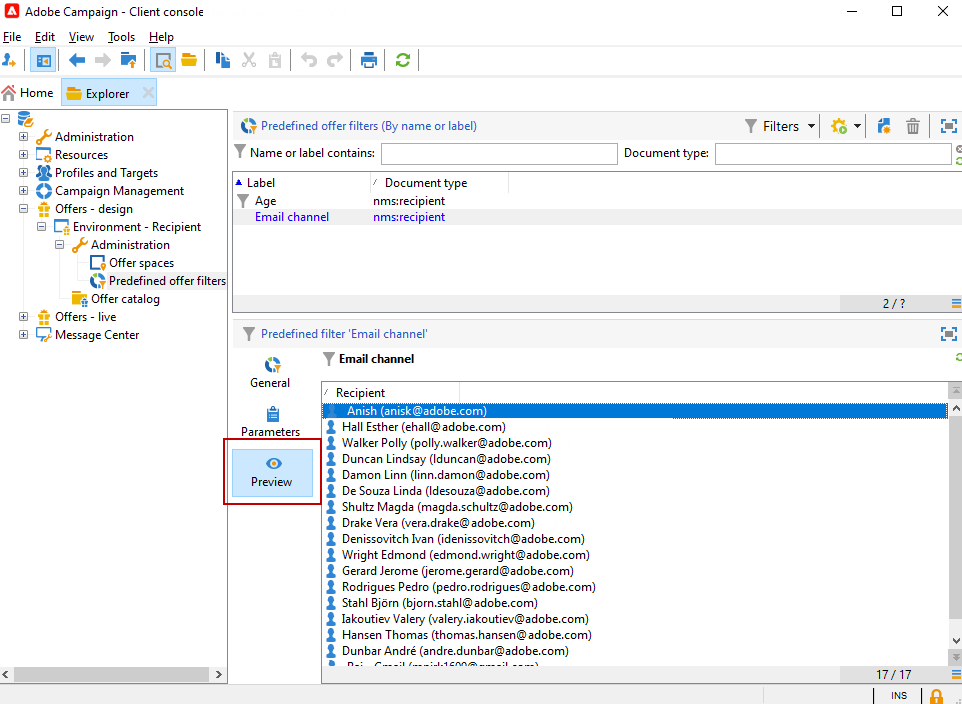 Adobe Campaign - Client console
File Edit View Tools Help
Home Explorer
Administration
Resources
Profiles and Targets
Campaign Management
Offers - design
Environment - Recipient
Administration
Offer spaces
Predefined offer filters
Offer catalog
Offers - live
Message Center
Predefined offer filters (By name or label)
Filters
Name or label contains:
Document type:
Label Document type
Age nms:recipient
Email channel nms:recipient
2 / ?
Predefined filter 'Email channel'
General
Parameters
Preview
Email channel
Recipient
Anish (anisk@adobe.com)
Hall Esther (ehall@adobe.com)
Walker Polly (polly.walker@adobe.com)
Duncan Lindsay (lduncan@adobe.com)
Damon Linn (linn.damon@adobe.com)
De Souza Linda (ldesouza@adobe.com)
Shultz Magda (magda.schultz@adobe.com)
Drake Vera (vera.drake@adobe.com)
Denissovitch Ivan (idenissovitch@adobe.com)
Wright Edmond (edmond.wright@adobe.com)
Gerard Jerome (jerome.gerard@adobe.com)
Rodrigues Pedro (pedro.rodrigues@adobe.com)
Stahl Björn (bjorn.stahl@adobe.com)
Iakoutiev Valery (valery.iakoutiev@adobe.com)
Hansen Thomas (thomas.hansen@adobe.com)
Dunbar André (andre.dunbar@adobe.com)
17 / 17
INS